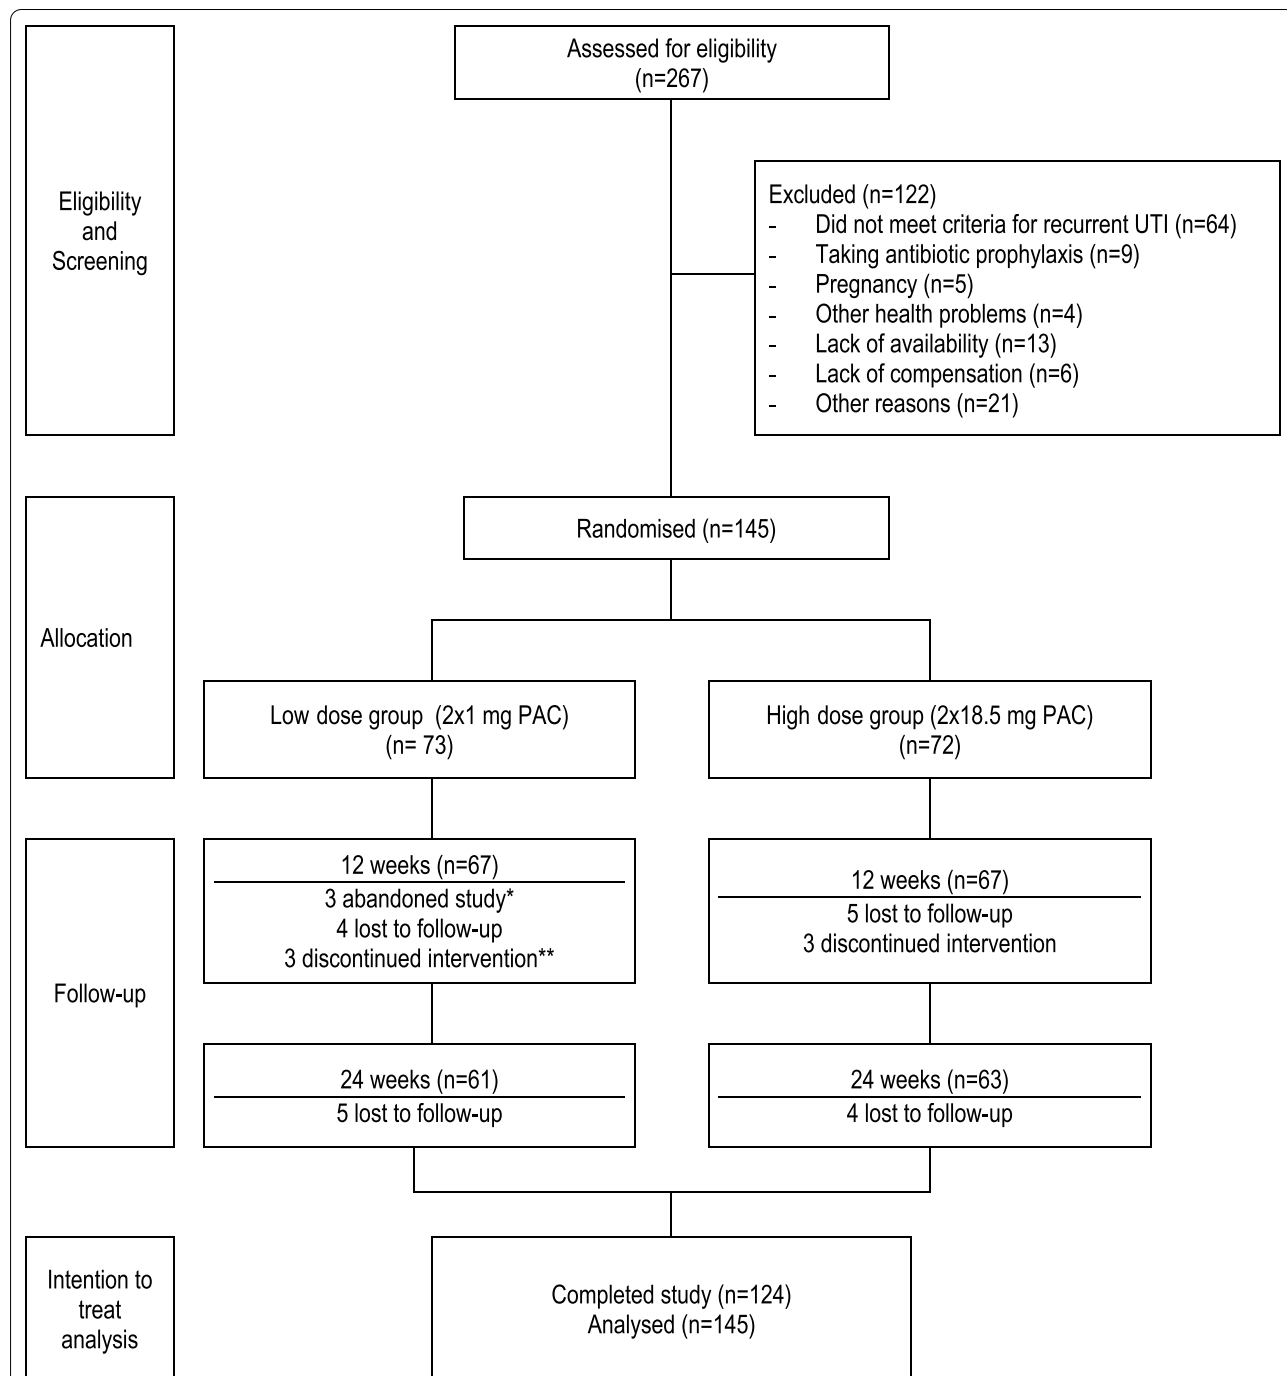 Assessed for eligibility
(n=267)
Eligibility
and
Screening
Excluded (n=122)
- Did not meet criteria for recurrent UTI (n=64)
- Taking antibiotic prophylaxis (n=9)
- Pregnancy (n=5)
- Other health problems (n=4)
- Lack of availability (n=13)
- Lack of compensation (n=6)
- Other reasons (n=21)
Randomised (n=145)
Allocation
Low dose group (2x1 mg PAC)
(n= 73)
High dose group (2x18.5 mg PAC)
(n=72)
Follow-up
12 weeks (n=67)
3 abandoned study*
4 lost to follow-up
3 discontinued intervention**
12 weeks (n=67)
5 lost to follow-up
3 discontinued intervention
24 weeks (n=61)
5 lost to follow-up
24 weeks (n=63)
4 lost to follow-up
Intention to
treat
analysis
Completed study (n=124)
Analysed (n=145)